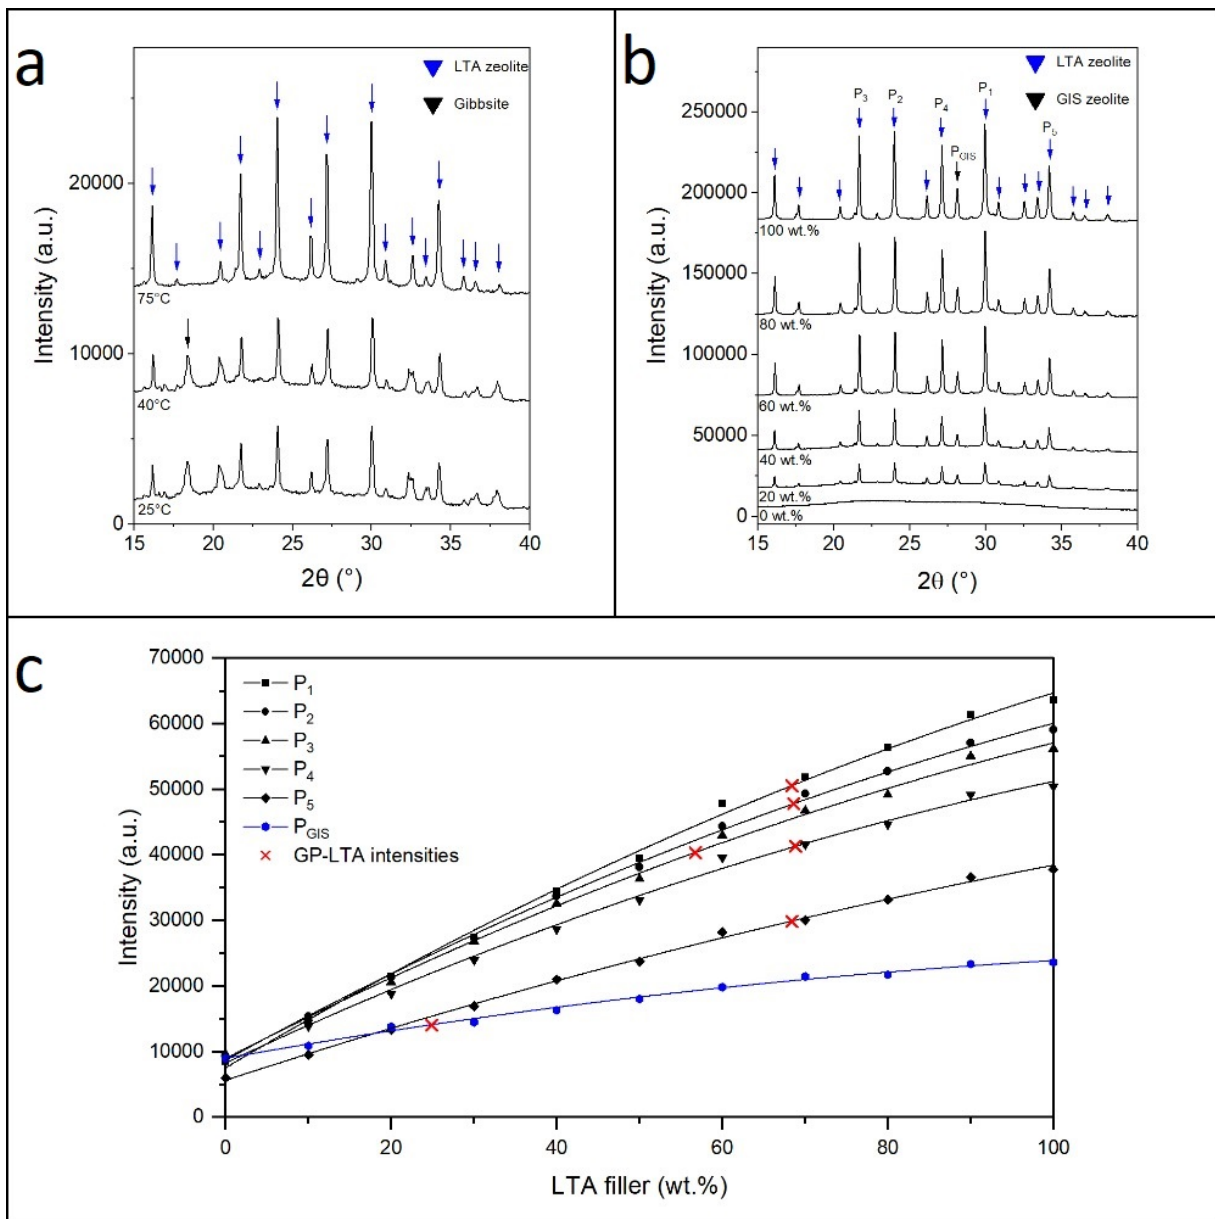 a
LTA zeolite
Gibbsite
20000
10000
0
75°C
40°C
25°C
15 20 25 30 35 40
2θ (°)
Intensity (a.u.)
b
LTA zeolite
GIS zeolite
P3 P2 P4 PGIS P1 P5
250000
200000
150000
100000
50000
0
100 wt.%
80 wt.%
60 wt.%
40 wt.%
20 wt.%
0 wt.%
15 20 25 30 35 40
2θ (°)
Intensity (a.u.)
c
70000
60000
50000
40000
30000
20000
10000
0
P1
P2
P3
P4
P5
PGIS
GP-LTA intensities
0 20 40 60 80 100
LTA filler (wt.%)
Intensity (a.u.)